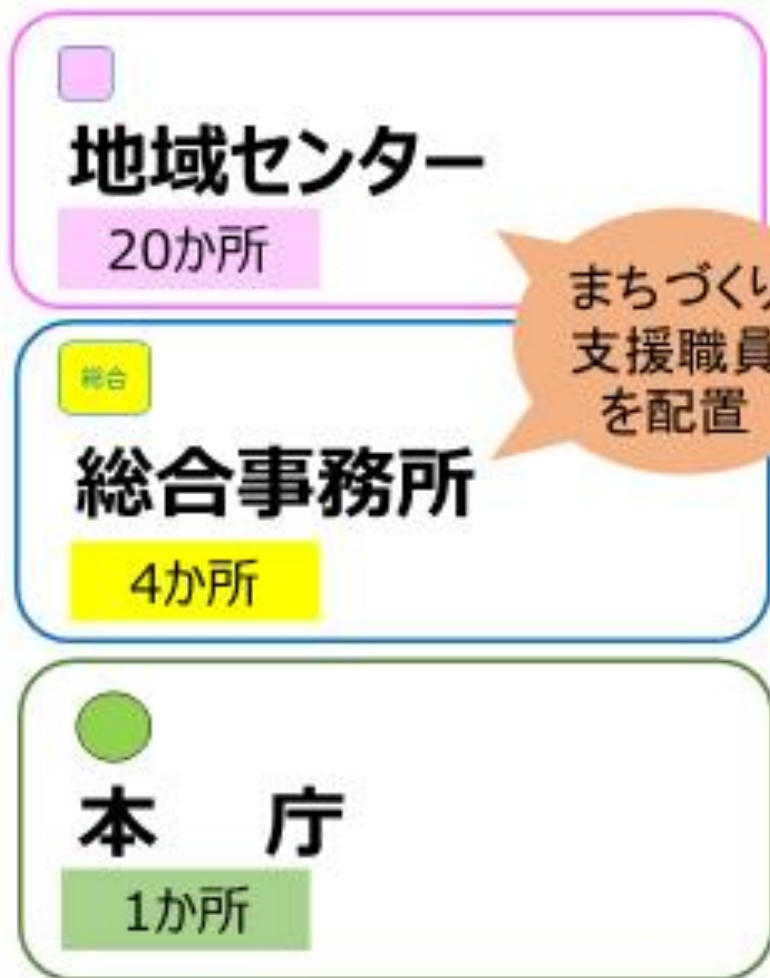 地域センター
20か所
まちづくり
支援職員
を配置
総合
総合事務所
4か所
本　庁
1か所